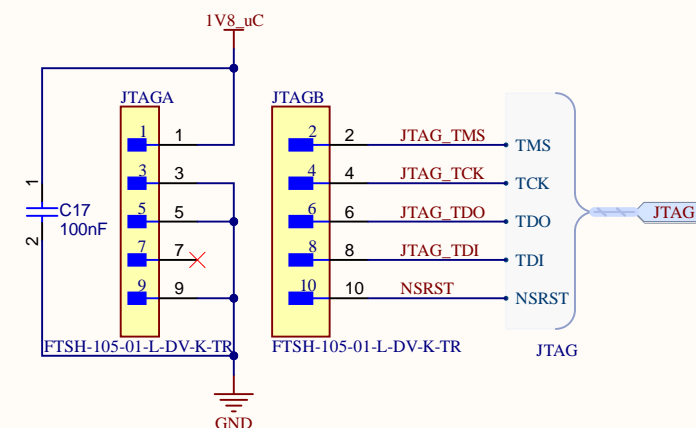 1V8_uC
JTAGA
JTAGB
1 1
2 2 JTAG_TMS TMS
3 3
4 4 JTAG_TCK TCK
1
C17
100nF
2
5 5
6 6 JTAG_TDO TDO
JTAG
7 7
8 8 JTAG_TDI TDI
9 9
10 10 NSRST NSRST
FTSH-105-01-L-DV-K-TR
FTSH-105-01-L-DV-K-TR
JTAG
GND